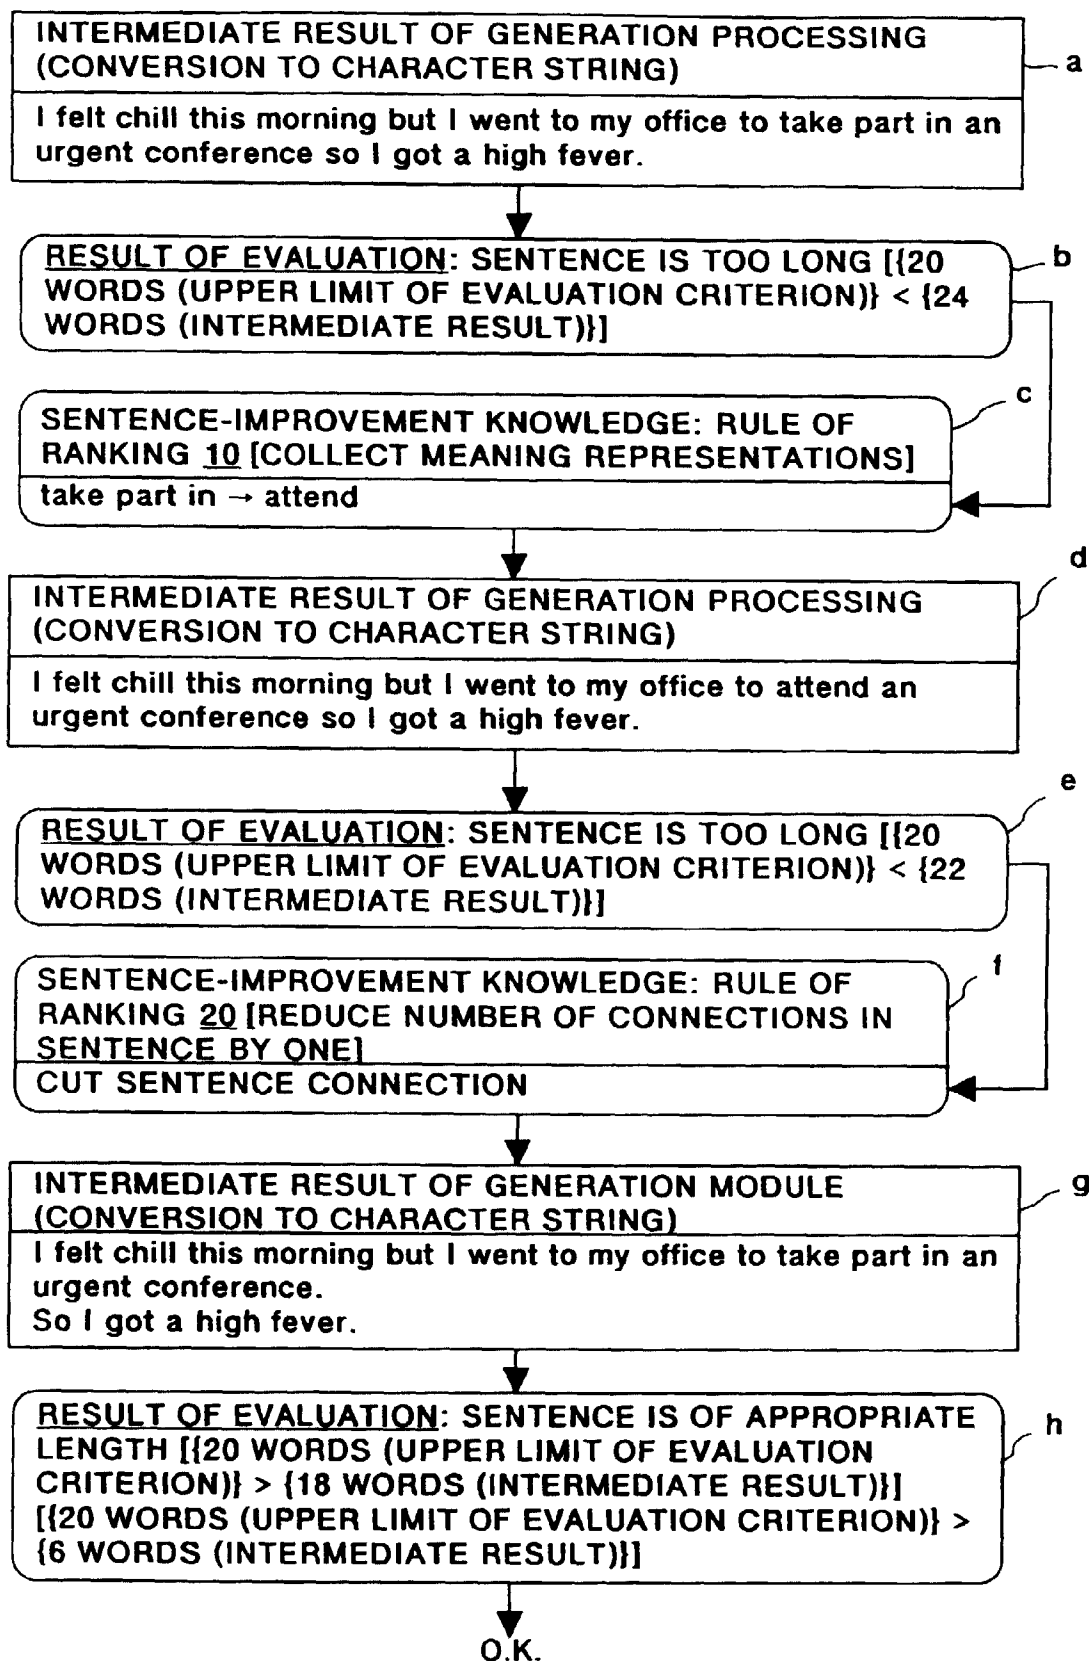 INTERMEDIATE RESULT OF GENERATION PROCESSING
(CONVERSION TO CHARACTER STRING)
a
I felt chill this morning but I went to my office to take part in an
urgent conference so I got a high fever.
RESULT OF EVALUATION: SENTENCE IS TOO LONG [{20
b
WORDS (UPPER LIMIT OF EVALUATION CRITERION)} < {24
WORDS (INTERMEDIATE RESULT)}]
c
SENTENCE-IMPROVEMENT KNOWLEDGE: RULE OF
RANKING 10 [COLLECT MEANING REPRESENTATIONS]
take part in → attend
d
INTERMEDIATE RESULT OF GENERATION PROCESSING
(CONVERSION TO CHARACTER STRING)
I felt chill this morning but I went to my office to attend an
urgent conference so I got a high fever.
e
RESULT OF EVALUATION: SENTENCE IS TOO LONG [{20
WORDS (UPPER LIMIT OF EVALUATION CRITERION)} < {22
WORDS (INTERMEDIATE RESULT)}]
f
SENTENCE-IMPROVEMENT KNOWLEDGE: RULE OF
RANKING 20 [REDUCE NUMBER OF CONNECTIONS IN
SENTENCE BY ONE]
CUT SENTENCE CONNECTION
INTERMEDIATE RESULT OF GENERATION MODULE
g
(CONVERSION TO CHARACTER STRING)
I felt chill this morning but I went to my office to take part in an
urgent conference.
So I got a high fever.
RESULT OF EVALUATION: SENTENCE IS OF APPROPRIATE
h
LENGTH [{20 WORDS (UPPER LIMIT OF EVALUATION
CRITERION)} > {18 WORDS (INTERMEDIATE RESULT)}]
[{20 WORDS (UPPER LIMIT OF EVALUATION CRITERION)} >
{6 WORDS (INTERMEDIATE RESULT)}]
O.K.